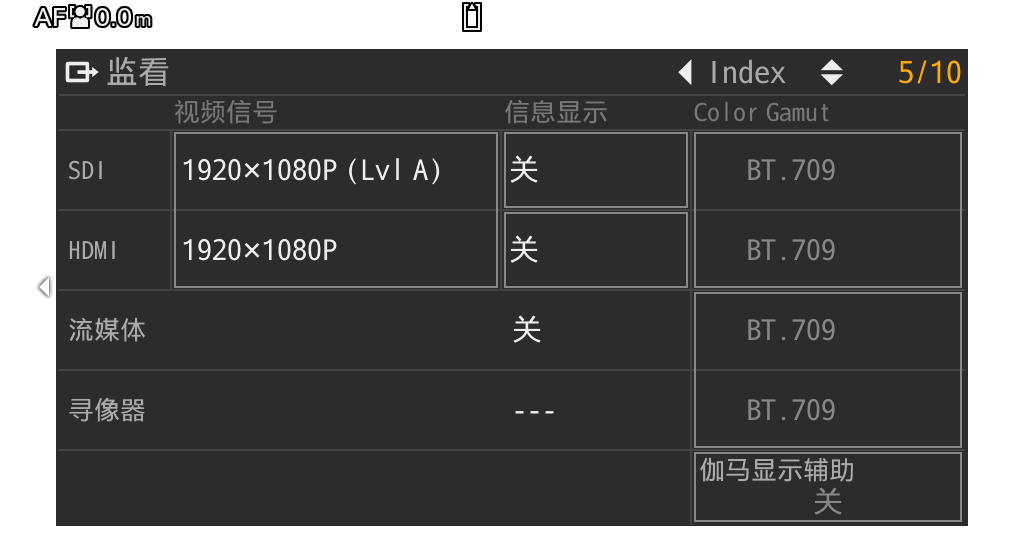 AF 0.0m
监看 Index 5/10
视频信号 信息显示 Color Gamut
SDI 1920×1080P (Lvl A) 关 BT.709
HDMI 1920×1080P 关 BT.709
流媒体 关 BT.709
寻像器 --- BT.709
伽马显示辅助
关